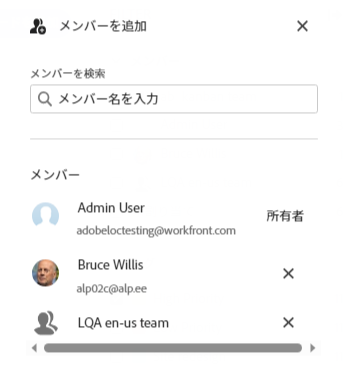 メンバーを追加
メンバーを検索
メンバー名を入力
メンバー
Admin User
所有者
adobeloctesting@workfront.com
Bruce Willis
alp02c@alp.ee
LQA en-us team